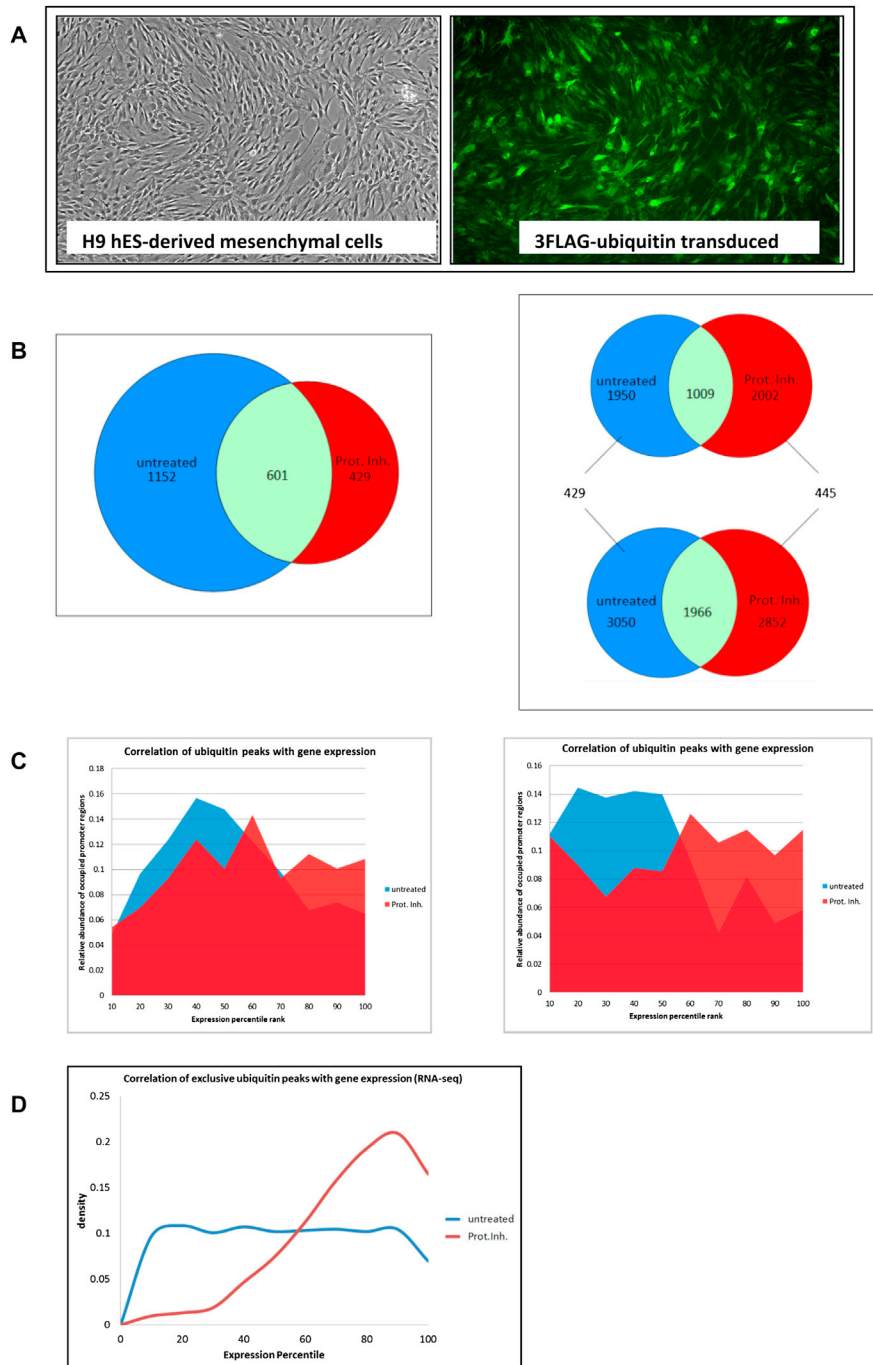 A
H9 hES-derived mesenchymal cells
3FLAG-ubiquitin transduced
B
untreated
1152
601
Prot. Inh.
429
untreated
1950
1009
Prot. Inh.
2002
429
445
untreated
3050
1966
Prot. Inh.
2852
C
Correlation of ubiquitin peaks with gene expression
Relative abundance of occupied promoter regions
0.18
0.16
0.14
0.12
0.1
0.08
0.06
0.04
0.02
0
10 20 30 40 50 60 70 80 90 100
Expression percentile rank
untreated
Prot. Inh.
Correlation of ubiquitin peaks with gene expression
Relative abundance of occupied promoter regions
0.16
0.14
0.12
0.1
0.08
0.06
0.04
0.02
0
10 20 30 40 50 60 70 80 90 100
Expression percentile rank
untreated
Prot. Inh.
D
Correlation of exclusive ubiquitin peaks with gene expression (RNA-seq)
density
0.25
0.2
0.15
0.1
0.05
0
0 20 40 60 80 100
Expression Percentile
untreated
Prot.Inh.